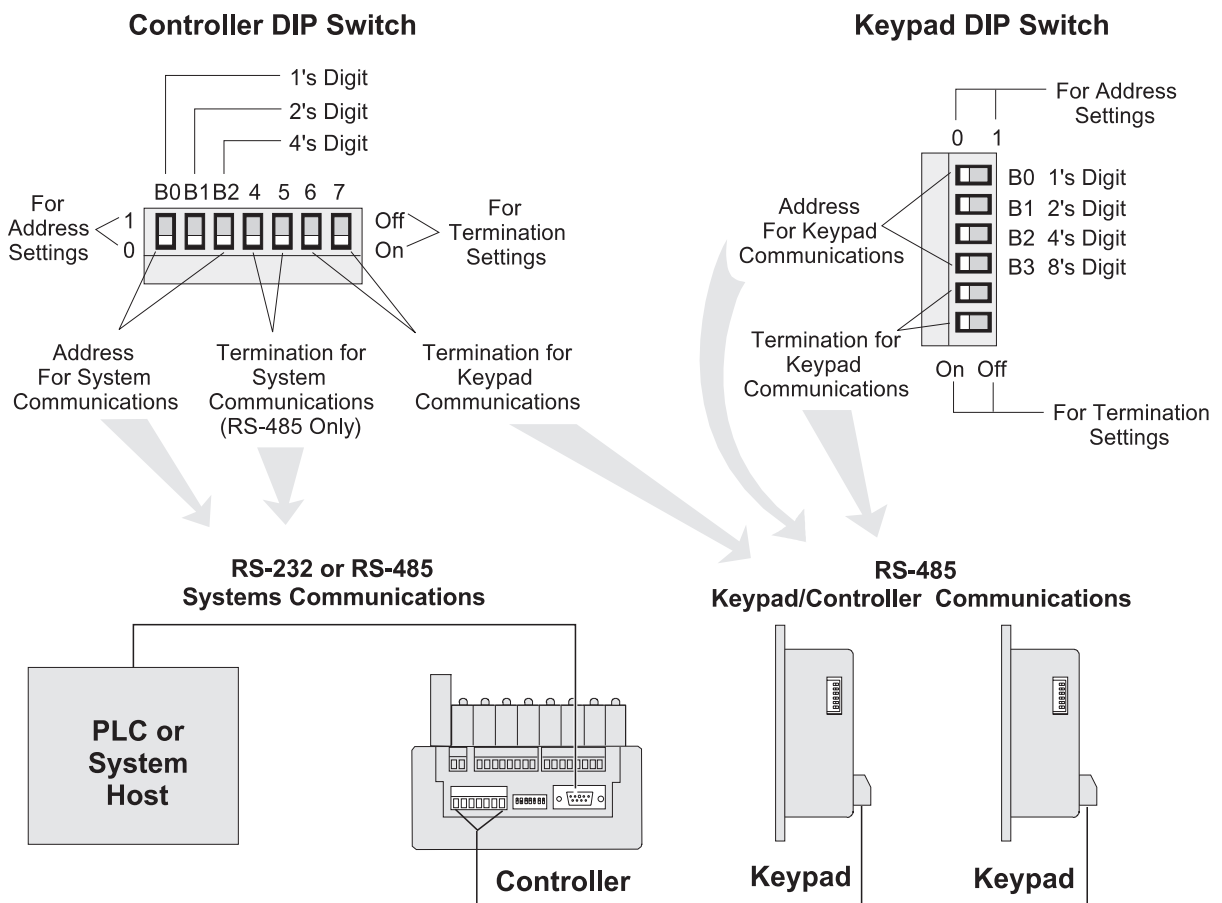 Controller DIP Switch
1's Digit
2's Digit
4's Digit
B0 B1 B2 4 5 6 7
For
Address
Settings
1
0
Off
On
For
Termination
Settings
Address
For System
Communications
Termination for
System
Communications
(RS-485 Only)
Termination for
Keypad
Communications
Keypad DIP Switch
For Address
Settings
0 1
B0 1's Digit
B1 2's Digit
B2 4's Digit
B3 8's Digit
Address
For Keypad
Communications
Termination for
Keypad
Communications
On Off
For Termination
Settings
RS-232 or RS-485
Systems Communications
PLC or
System
Host
Controller
RS-485
Keypad/Controller Communications
Keypad
Keypad